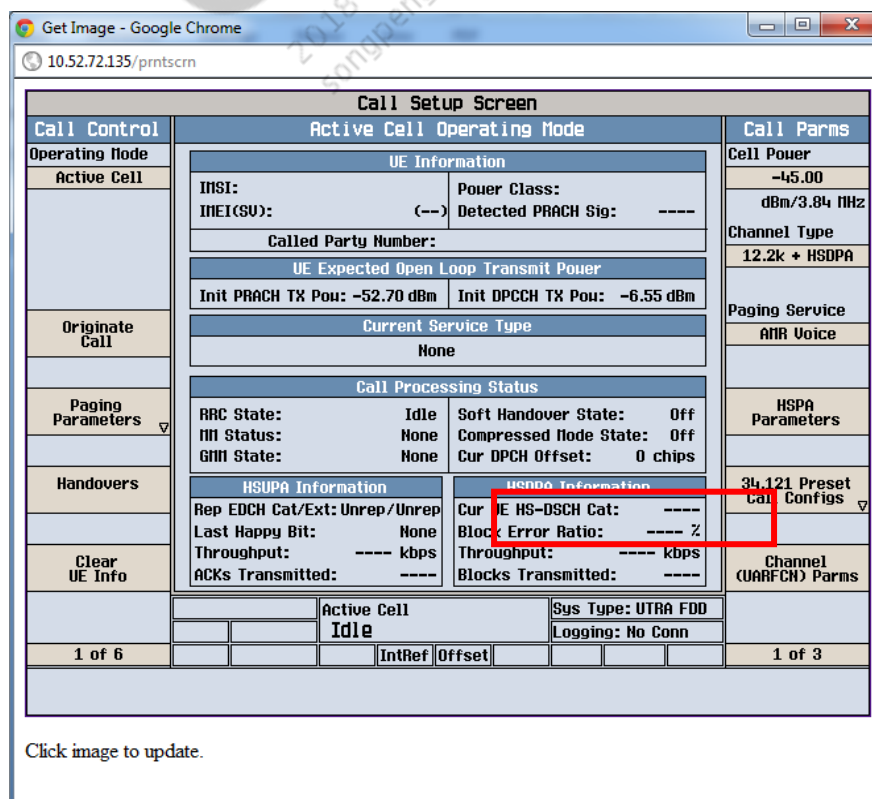 Get Image - Google Chrome
10.52.72.135/prntscrn
2018
songpeng
Call Setup Screen
Call Control
Active Cell Operating Mode
Call Parms
Operating Mode
Active Cell
Originate
Call
Paging
Parameters
Handovers
Clear
UE Info
1 of 6
UE Information
IMSI:
Power Class:
IMEI(SV): (--)
Detected PRACH Sig: ----
Called Party Number:
UE Expected Open Loop Transmit Power
Init PRACH TX Pow: -52.70 dBm
Init DPCCH TX Pow: -6.55 dBm
Current Service Type
None
Call Processing Status
RRC State: Idle
Soft Handover State: Off
MM Status: None
Compressed Mode State: Off
GMM State: None
Cur DPCH Offset: 0 chips
HSUPA Information
Rep EDCH Cat/Ext: Unrep/Unrep
Last Happy Bit: None
Throughput: ---- kbps
ACKs Transmitted: ----
HSDPA Information
Cur UE HS-DSCH Cat: ----
Block Error Ratio: ---- %
Throughput: ---- kbps
Blocks Transmitted: ----
Active Cell
Idle
Sys Type: UTRA FDD
Logging: No Conn
IntRef
Offset
Cell Power
-45.00
dBm/3.84 MHz
Channel Type
12.2k + HSDPA
Paging Service
AMR Voice
HSPA
Parameters
34.121 Preset
Call Configs
Channel
(UARFCN) Parms
1 of 3
Click image to update.